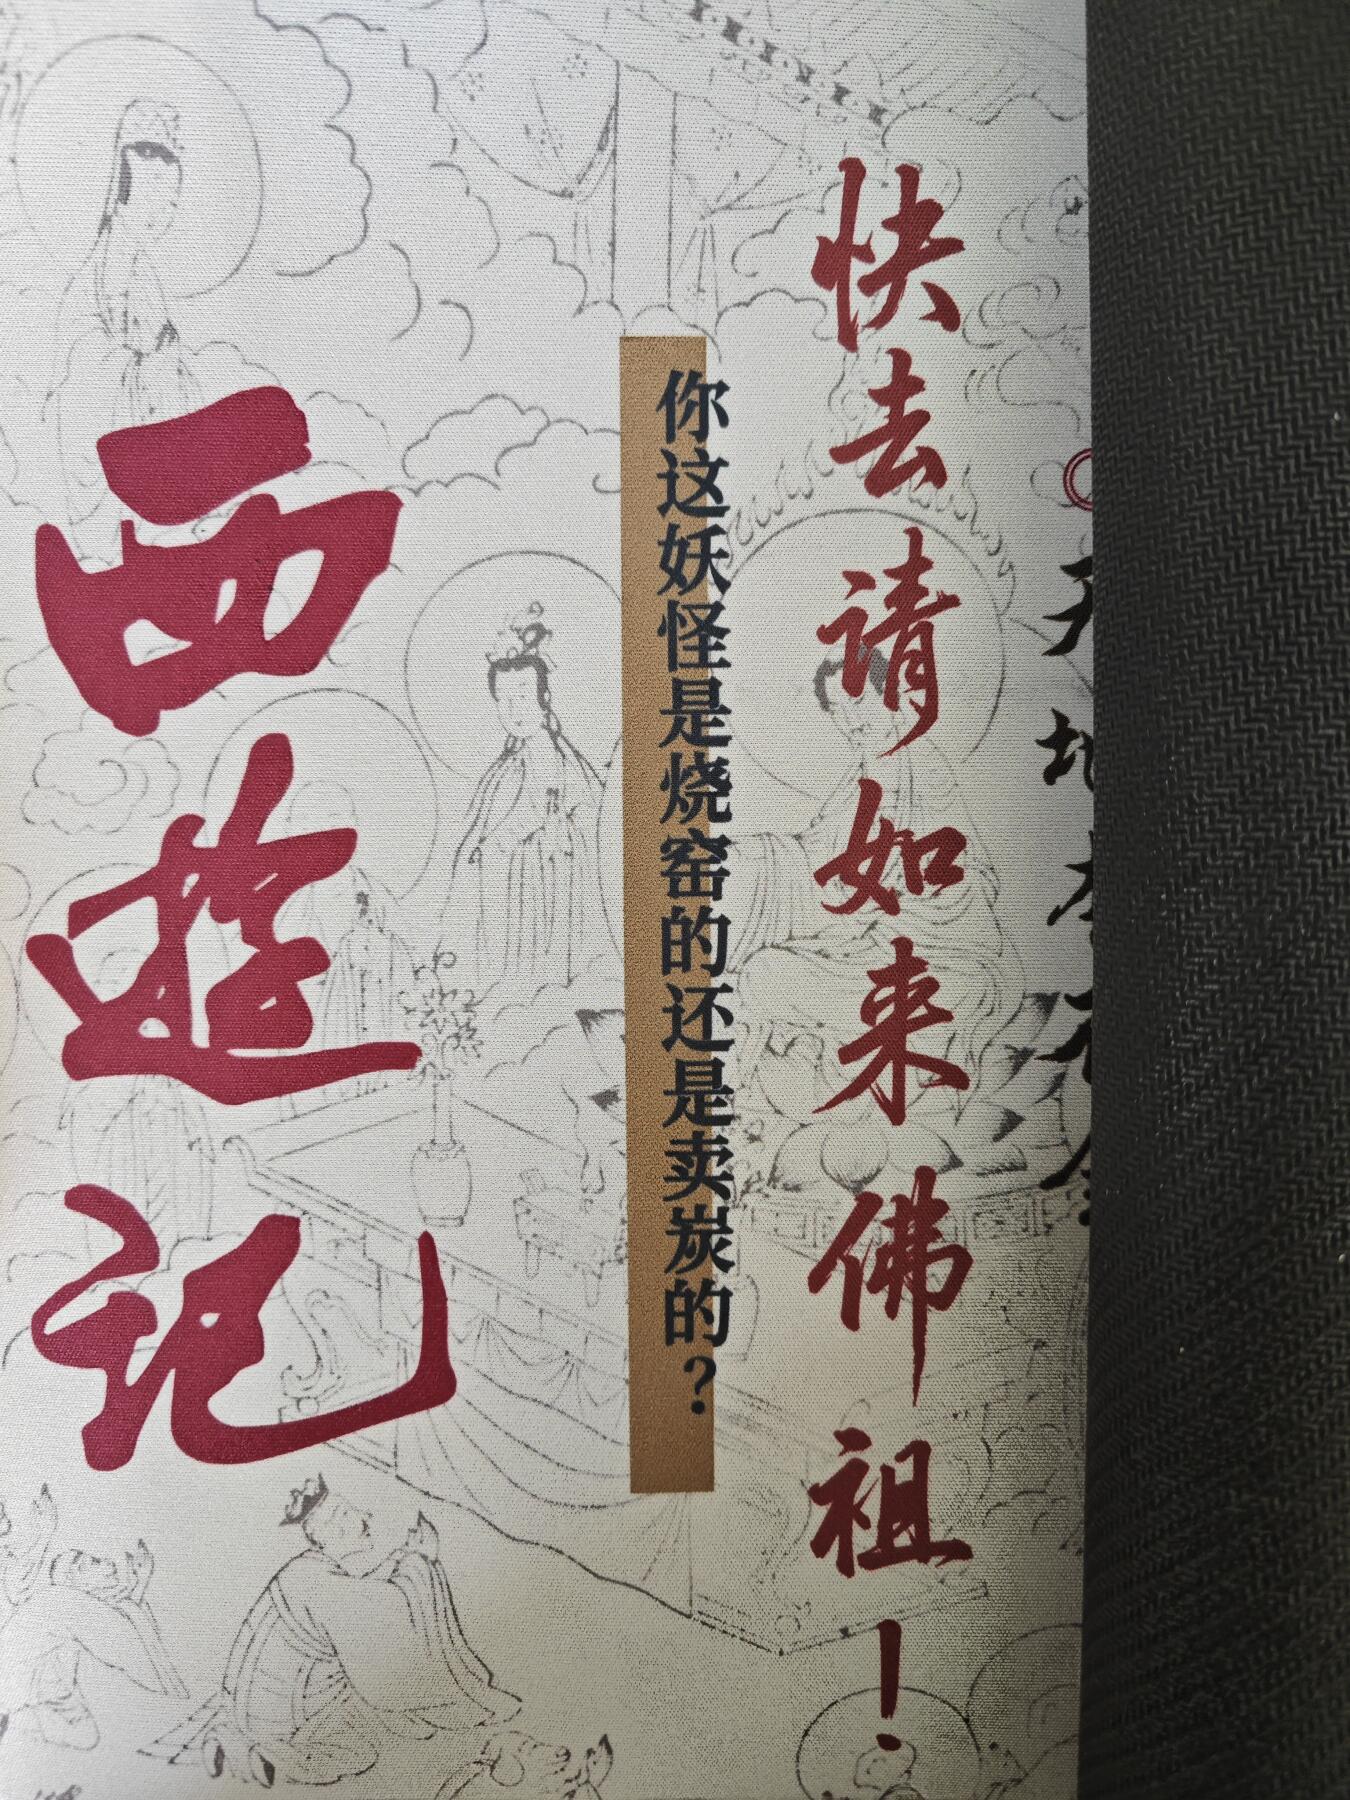 快去请如来佛祖！
你这妖怪是烧窑的还是卖炭的？
西遊记